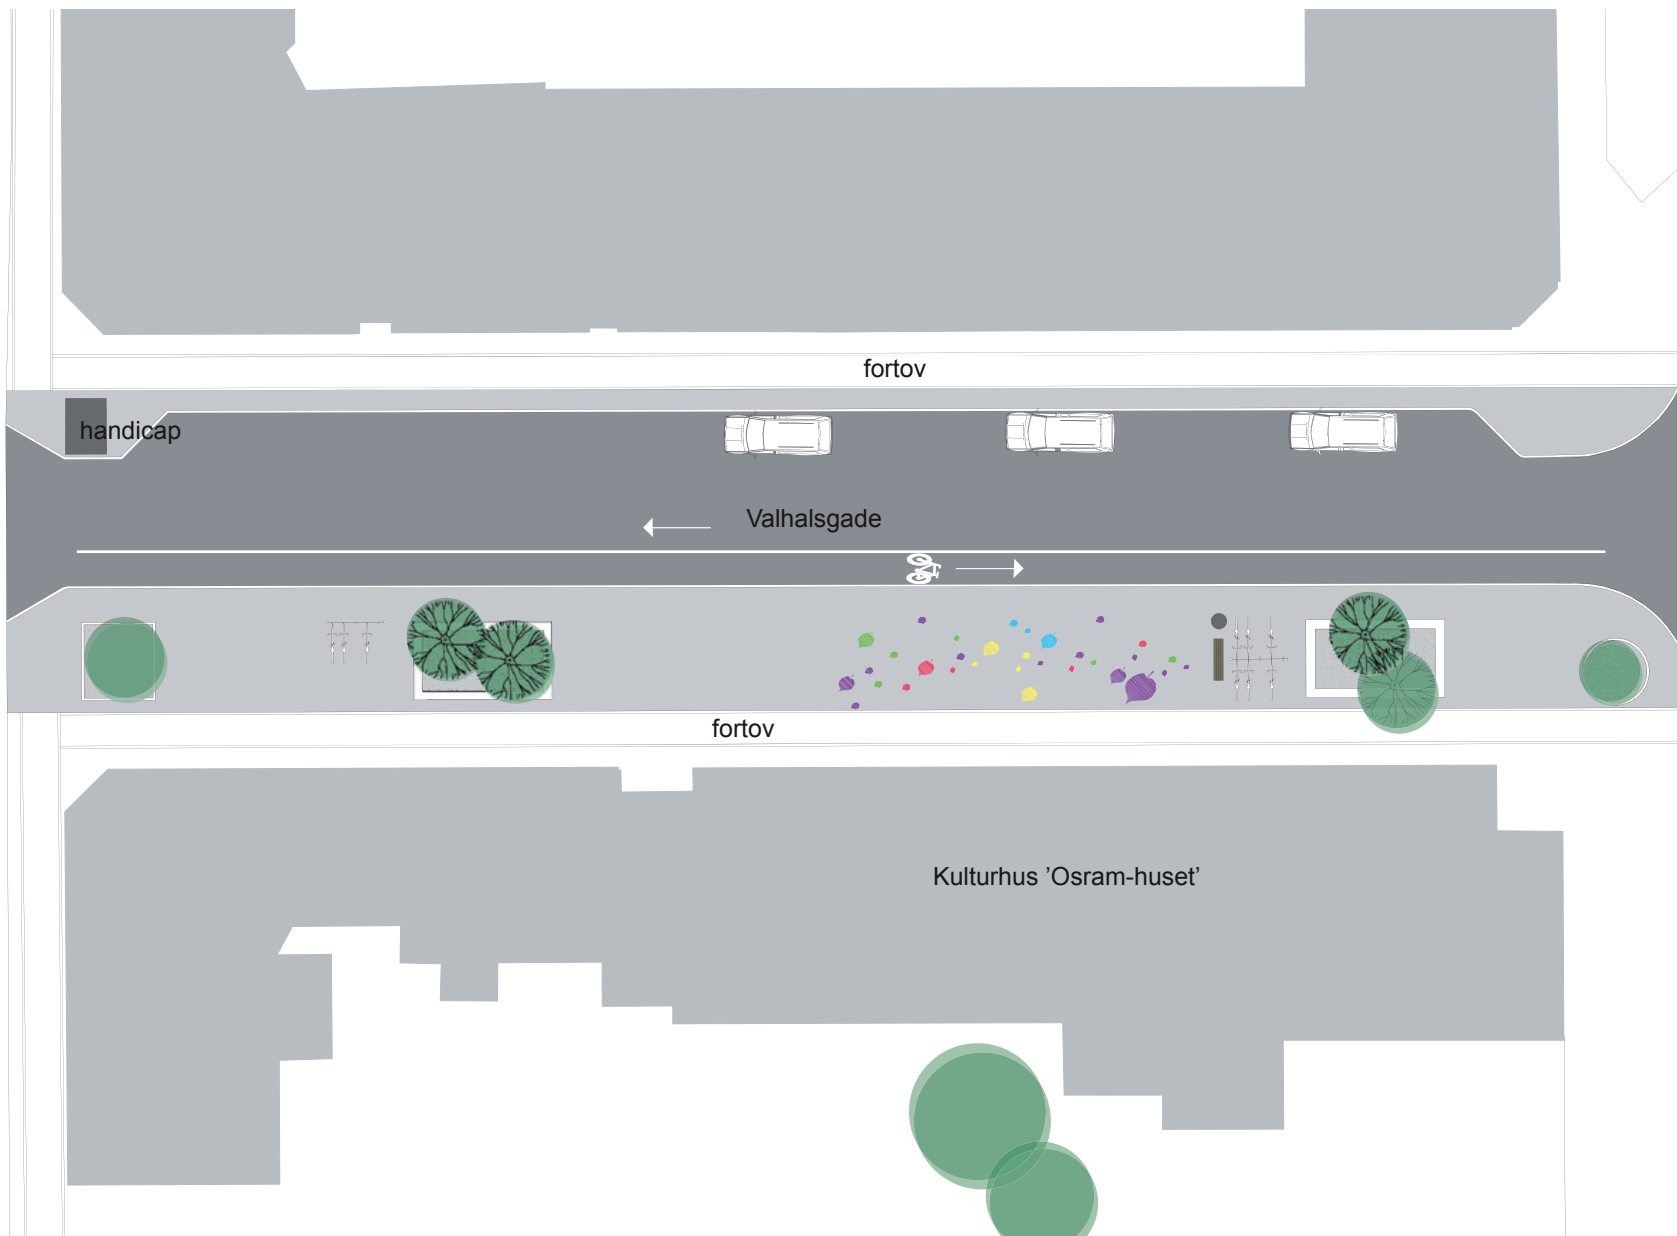 fortov
handicap
Valhalsgade
fortov
Kulturhus ’Osram-huset’